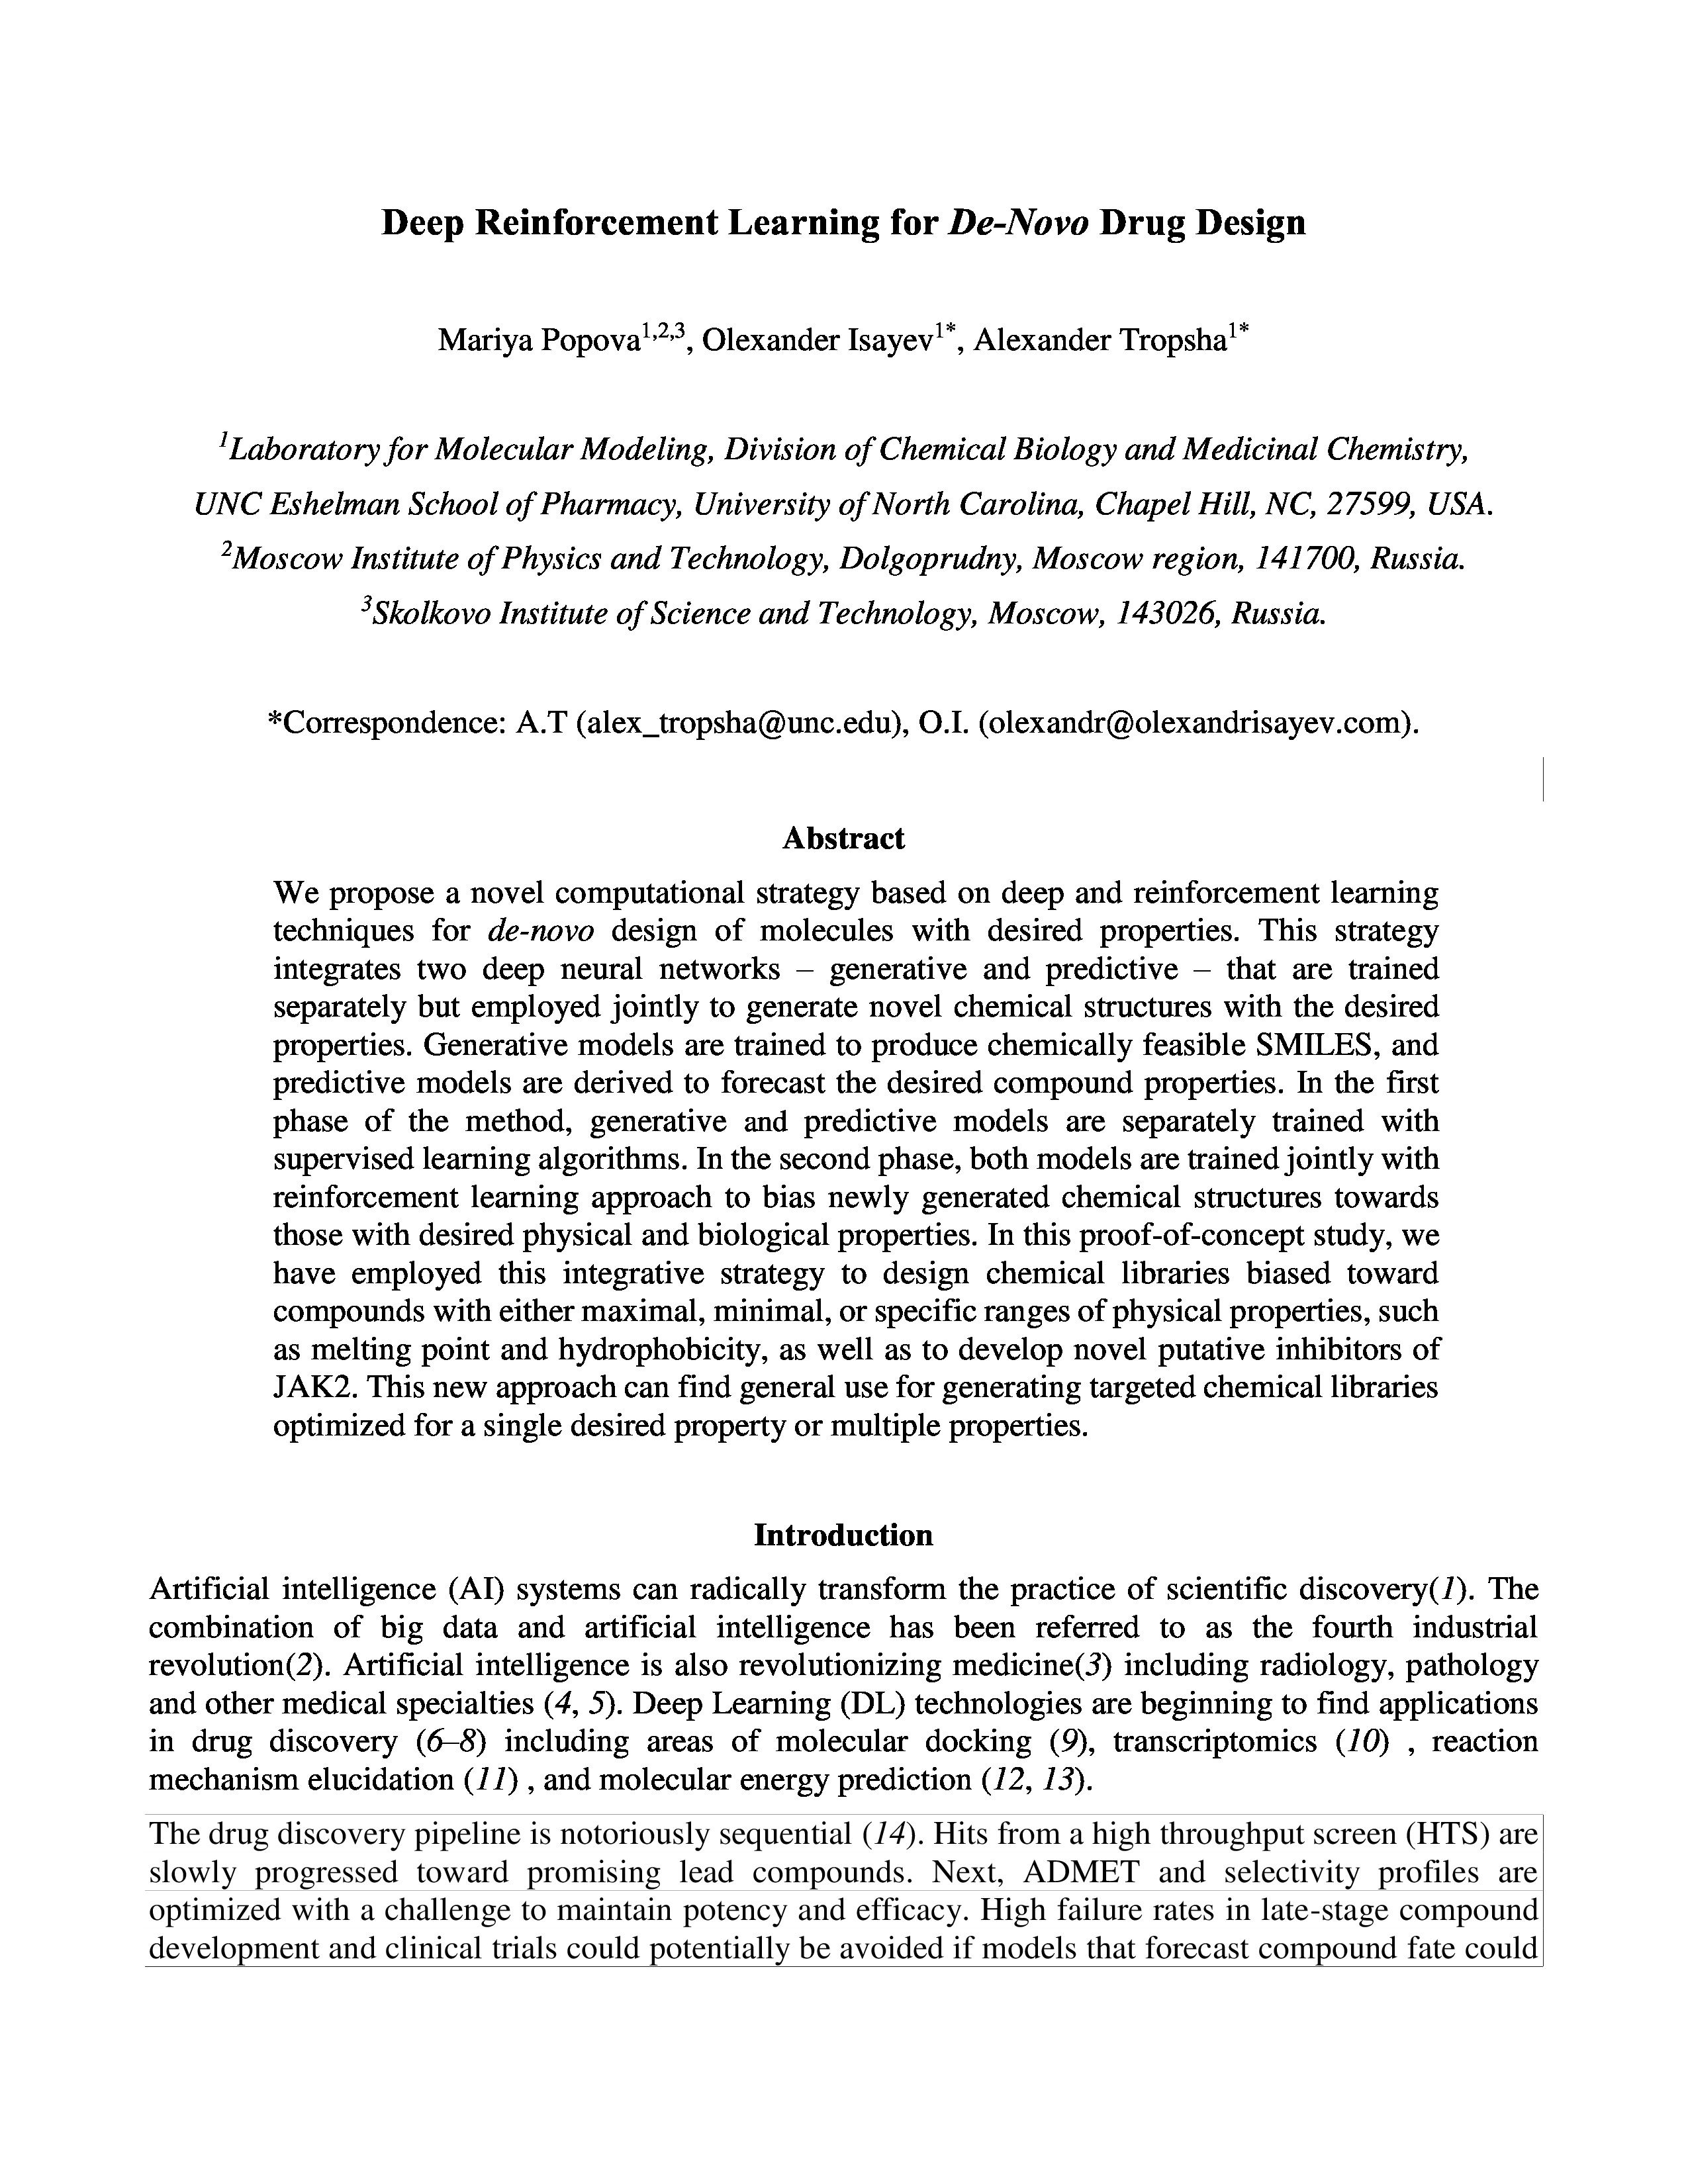 Deep Reinforcement Learning for De-Novo Drug Design
Mariya Popova1,2,3, Olexander Isayev1*, Alexander Tropsha1*
1Laboratory for Molecular Modeling, Division of Chemical Biology and Medicinal Chemistry,
UNC Eshelman School of Pharmacy, University of North Carolina, Chapel Hill, NC, 27599, USA.
2Moscow Institute of Physics and Technology, Dolgoprudny, Moscow region, 141700, Russia.
3Skolkovo Institute of Science and Technology, Moscow, 143026, Russia.
*Correspondence: A.T (alex_tropsha@unc.edu), O.I. (olexandr@olexandrisayev.com).
Abstract
We propose a novel computational strategy based on deep and reinforcement learning
techniques for de-novo design of molecules with desired properties. This strategy
integrates two deep neural networks – generative and predictive – that are trained
separately but employed jointly to generate novel chemical structures with the desired
properties. Generative models are trained to produce chemically feasible SMILES, and
predictive models are derived to forecast the desired compound properties. In the first
phase of the method, generative and predictive models are separately trained with
supervised learning algorithms. In the second phase, both models are trained jointly with
reinforcement learning approach to bias newly generated chemical structures towards
those with desired physical and biological properties. In this proof-of-concept study, we
have employed this integrative strategy to design chemical libraries biased toward
compounds with either maximal, minimal, or specific ranges of physical properties, such
as melting point and hydrophobicity, as well as to develop novel putative inhibitors of
JAK2. This new approach can find general use for generating targeted chemical libraries
optimized for a single desired property or multiple properties.
Introduction
Artificial intelligence (AI) systems can radically transform the practice of scientific discovery(1). The
combination of big data and artificial intelligence has been referred to as the fourth industrial
revolution(2). Artificial intelligence is also revolutionizing medicine(3) including radiology, pathology
and other medical specialties (4, 5). Deep Learning (DL) technologies are beginning to find applications
in drug discovery (6–8) including areas of molecular docking (9), transcriptomics (10) , reaction
mechanism elucidation (11) , and molecular energy prediction (12, 13).
The drug discovery pipeline is notoriously sequential (14). Hits from a high throughput screen (HTS) are
slowly progressed toward promising lead compounds. Next, ADMET and selectivity profiles are
optimized with a challenge to maintain potency and efficacy. High failure rates in late-stage compound
development and clinical trials could potentially be avoided if models that forecast compound fate could